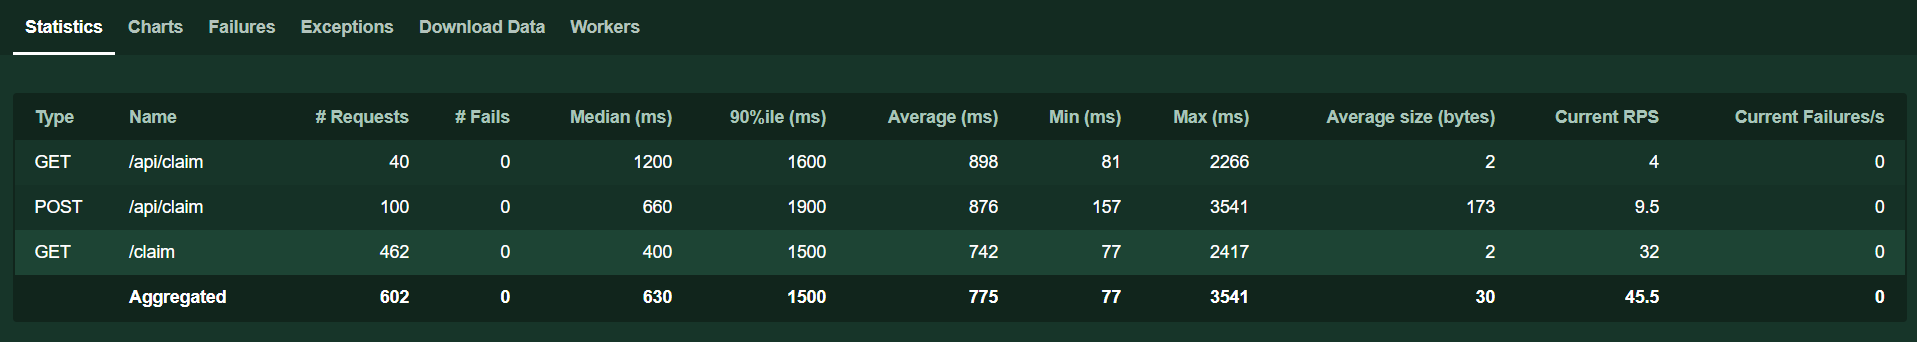 Statistics Charts Failures Exceptions Download Data Workers
Type Name # Requests # Fails Median (ms) 90%ile (ms) Average (ms) Min (ms) Max (ms) Average size (bytes) Current RPS Current Failures/s
GET /api/claim 40 0 1200 1600 898 81 2266 2 4 0
POST /api/claim 100 0 660 1900 876 157 3541 173 9.5 0
GET /claim 462 0 400 1500 742 77 2417 2 32 0
Aggregated 602 0 630 1500 775 77 3541 30 45.5 0